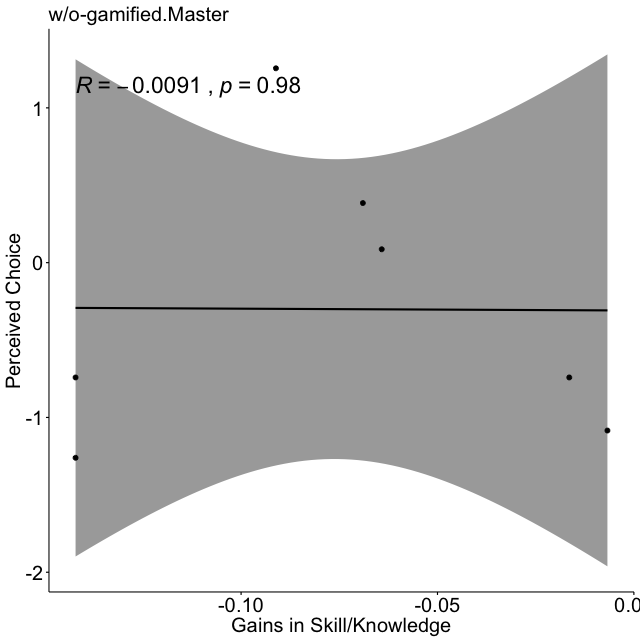 w/o-gamified.Master
R = −0.0091 , p = 0.98
Perceived Choice
1
0
-1
-2
-0.10
-0.05
0.0
Gains in Skill/Knowledge